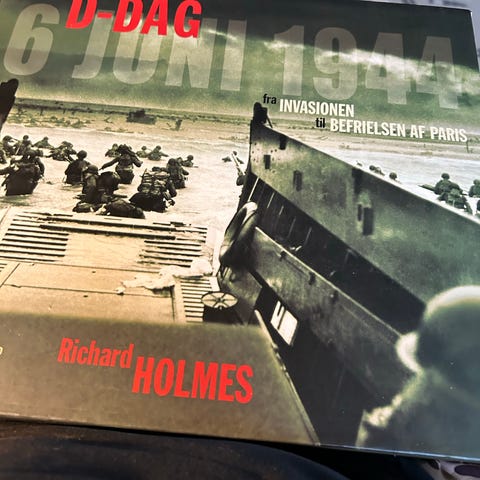 D-DAG
6 JUNI 1944
fra INVASIONEN
til BEFRIELSEN AF PARIS
Richard
HOLMES